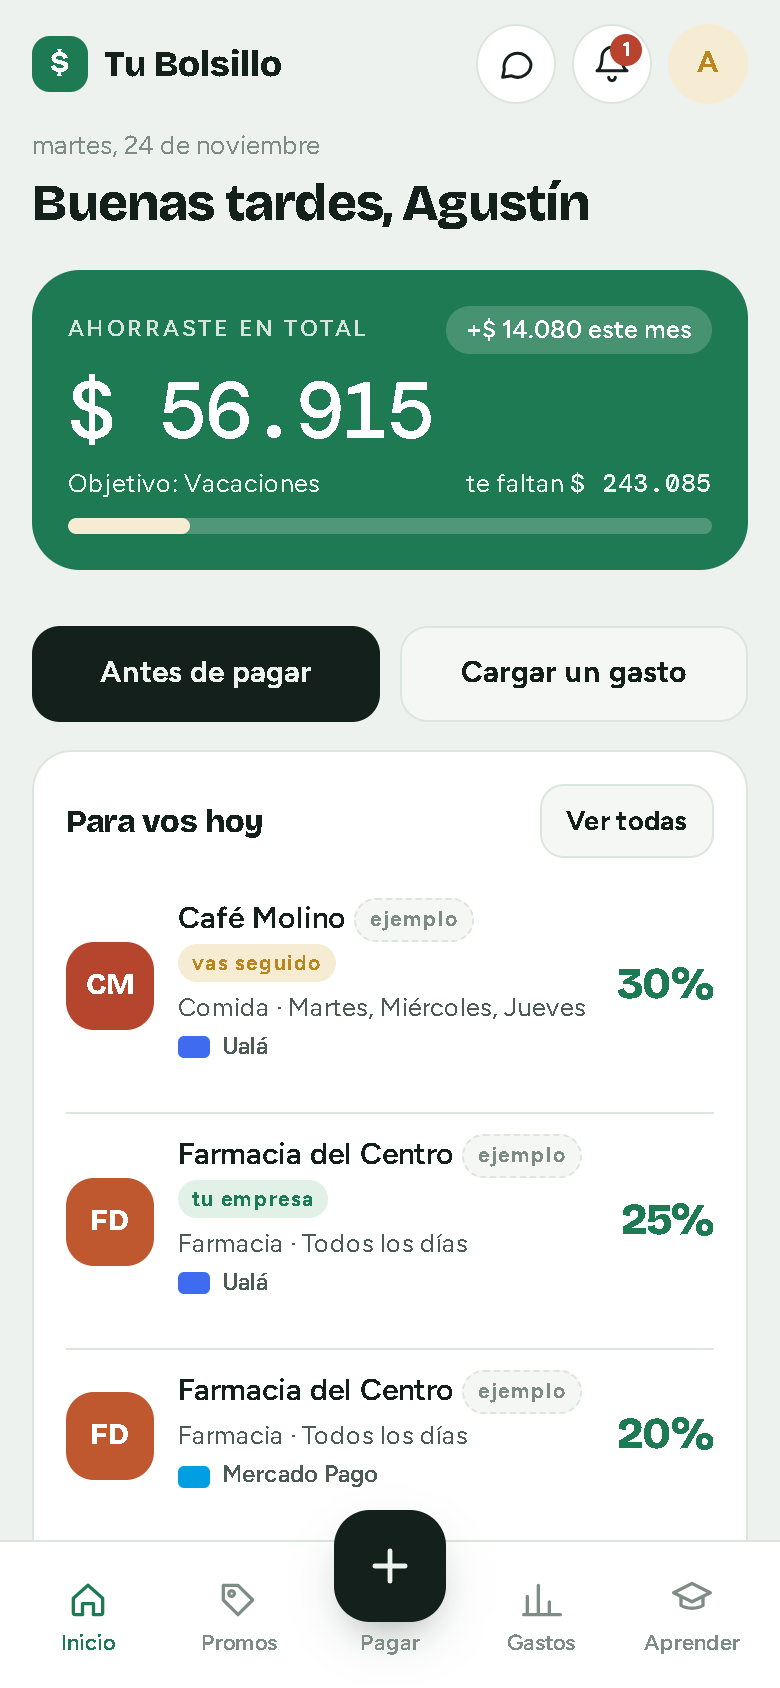 $ Tu Bolsillo 1 A
martes, 24 de noviembre
Buenas tardes, Agustín
AHORRASTE EN TOTAL +$ 14.080 este mes
$ 56.915
Objetivo: Vacaciones te faltan $ 243.085
Antes de pagar Cargar un gasto
Para vos hoy Ver todas
Café Molino ejemplo
vas seguido
CM 30%
Comida · Martes, Miércoles, Jueves
Ualá
Farmacia del Centro ejemplo
tu empresa
FD 25%
Farmacia · Todos los días
Ualá
Farmacia del Centro ejemplo
FD Farmacia · Todos los días 20%
Mercado Pago
Inicio Promos Pagar Gastos Aprender